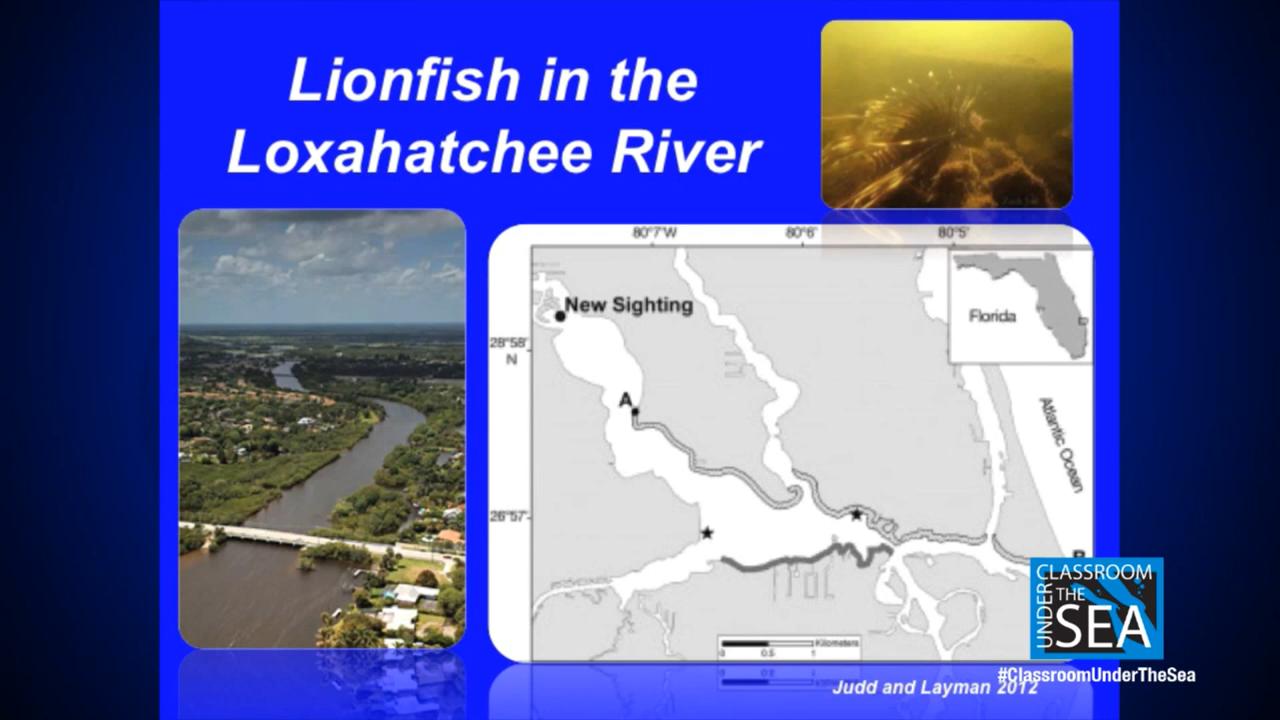 Lionfish in the
Loxahatchee River
80°7'W
80°6'
80°5'
New Sighting
28°58'
N
A
Florida
Atlantic Ocean
26°57'
B
Kilometers
0 0.5 1
CLASSROOM
UNDER
THE
SEA
#ClassroomUnderTheSea
Judd and Layman 2012